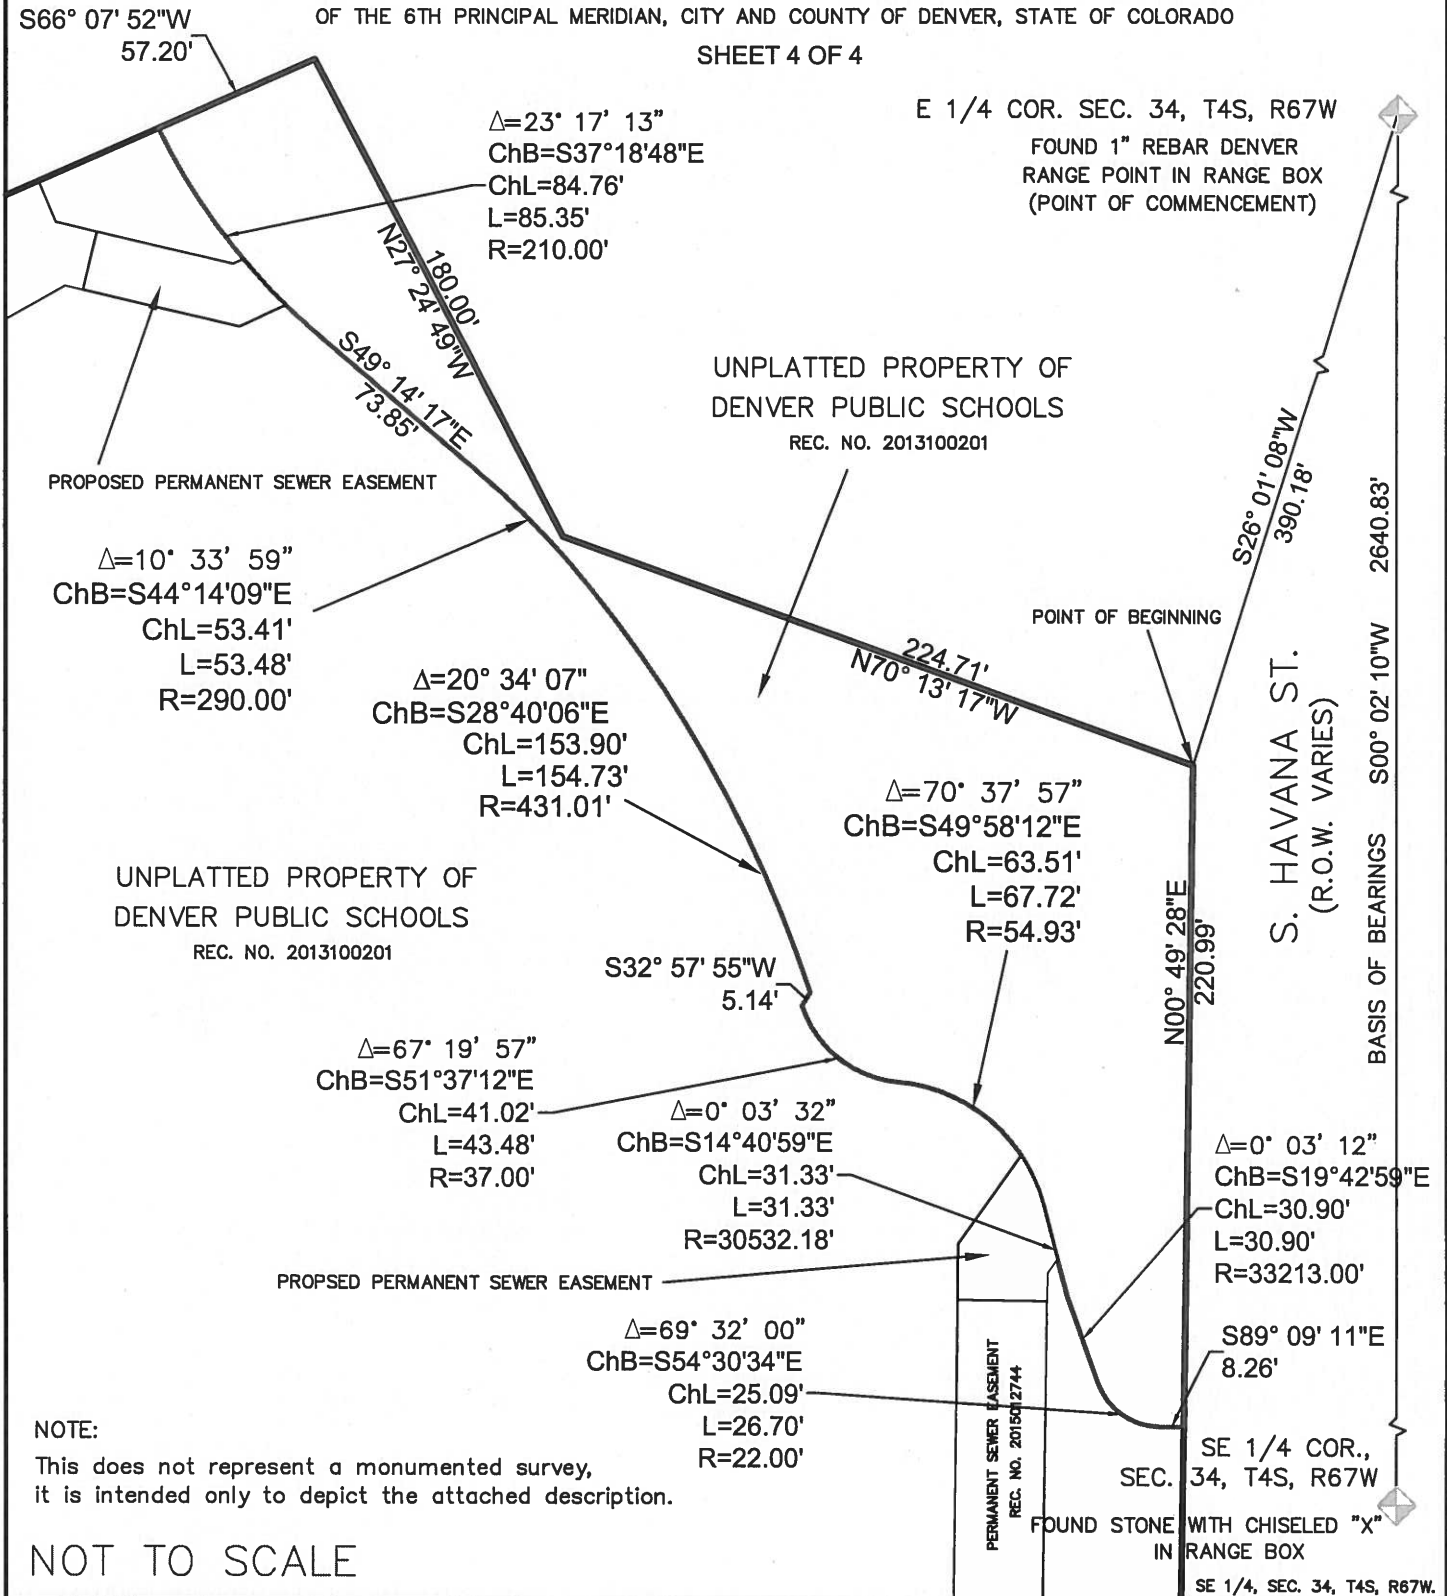 OF THE 6TH PRINCIPAL MERIDIAN, CITY AND COUNTY OF DENVER, STATE OF COLORADO
SHEET 4 OF 4
S66° 07' 52"W
57.20'
Δ=23° 17' 13"
ChB=S37°18'48"E
ChL=84.76'
L=85.35'
R=210.00'
E 1/4 COR. SEC. 34, T4S, R67W
FOUND 1" REBAR DENVER
RANGE POINT IN RANGE BOX
(POINT OF COMMENCEMENT)
180.00'
N27° 24' 49"W
S49° 14' 17"E
73.85'
UNPLATTED PROPERTY OF
DENVER PUBLIC SCHOOLS
REC. NO. 2013100201
S26° 01' 08"W
390.18'
PROPOSED PERMANENT SEWER EASEMENT
Δ=10° 33' 59"
ChB=S44°14'09"E
ChL=53.41'
L=53.48'
R=290.00'
POINT OF BEGINNING
224.71'
N70° 13' 17"W
Δ=20° 34' 07"
ChB=S28°40'06"E
ChL=153.90'
L=154.73'
R=431.01'
S. HAVANA ST.
(R.O.W. VARIES)
BASIS OF BEARINGS S00° 02' 10"W 2640.83'
Δ=70° 37' 57"
ChB=S49°58'12"E
ChL=63.51'
L=67.72'
R=54.93'
UNPLATTED PROPERTY OF
DENVER PUBLIC SCHOOLS
REC. NO. 2013100201
N00° 49' 28"E
220.99'
S32° 57' 55"W
5.14'
Δ=67° 19' 57"
ChB=S51°37'12"E
ChL=41.02'
L=43.48'
R=37.00'
Δ=0° 03' 32"
ChB=S14°40'59"E
ChL=31.33'
L=31.33'
R=30532.18'
Δ=0° 03' 12"
ChB=S19°42'59"E
ChL=30.90'
L=30.90'
R=33213.00'
PROPSED PERMANENT SEWER EASEMENT
Δ=69° 32' 00"
ChB=S54°30'34"E
ChL=25.09'
L=26.70'
R=22.00'
S89° 09' 11"E
8.26'
PERMANENT SEWER EASEMENT
REC. NO. 2015012744
NOTE:
This does not represent a monumented survey,
it is intended only to depict the attached description.
NOT TO SCALE
SE 1/4 COR.,
SEC. 34, T4S, R67W
FOUND STONE WITH CHISELED "X"
IN RANGE BOX
SE 1/4, SEC. 34, T4S, R67W.